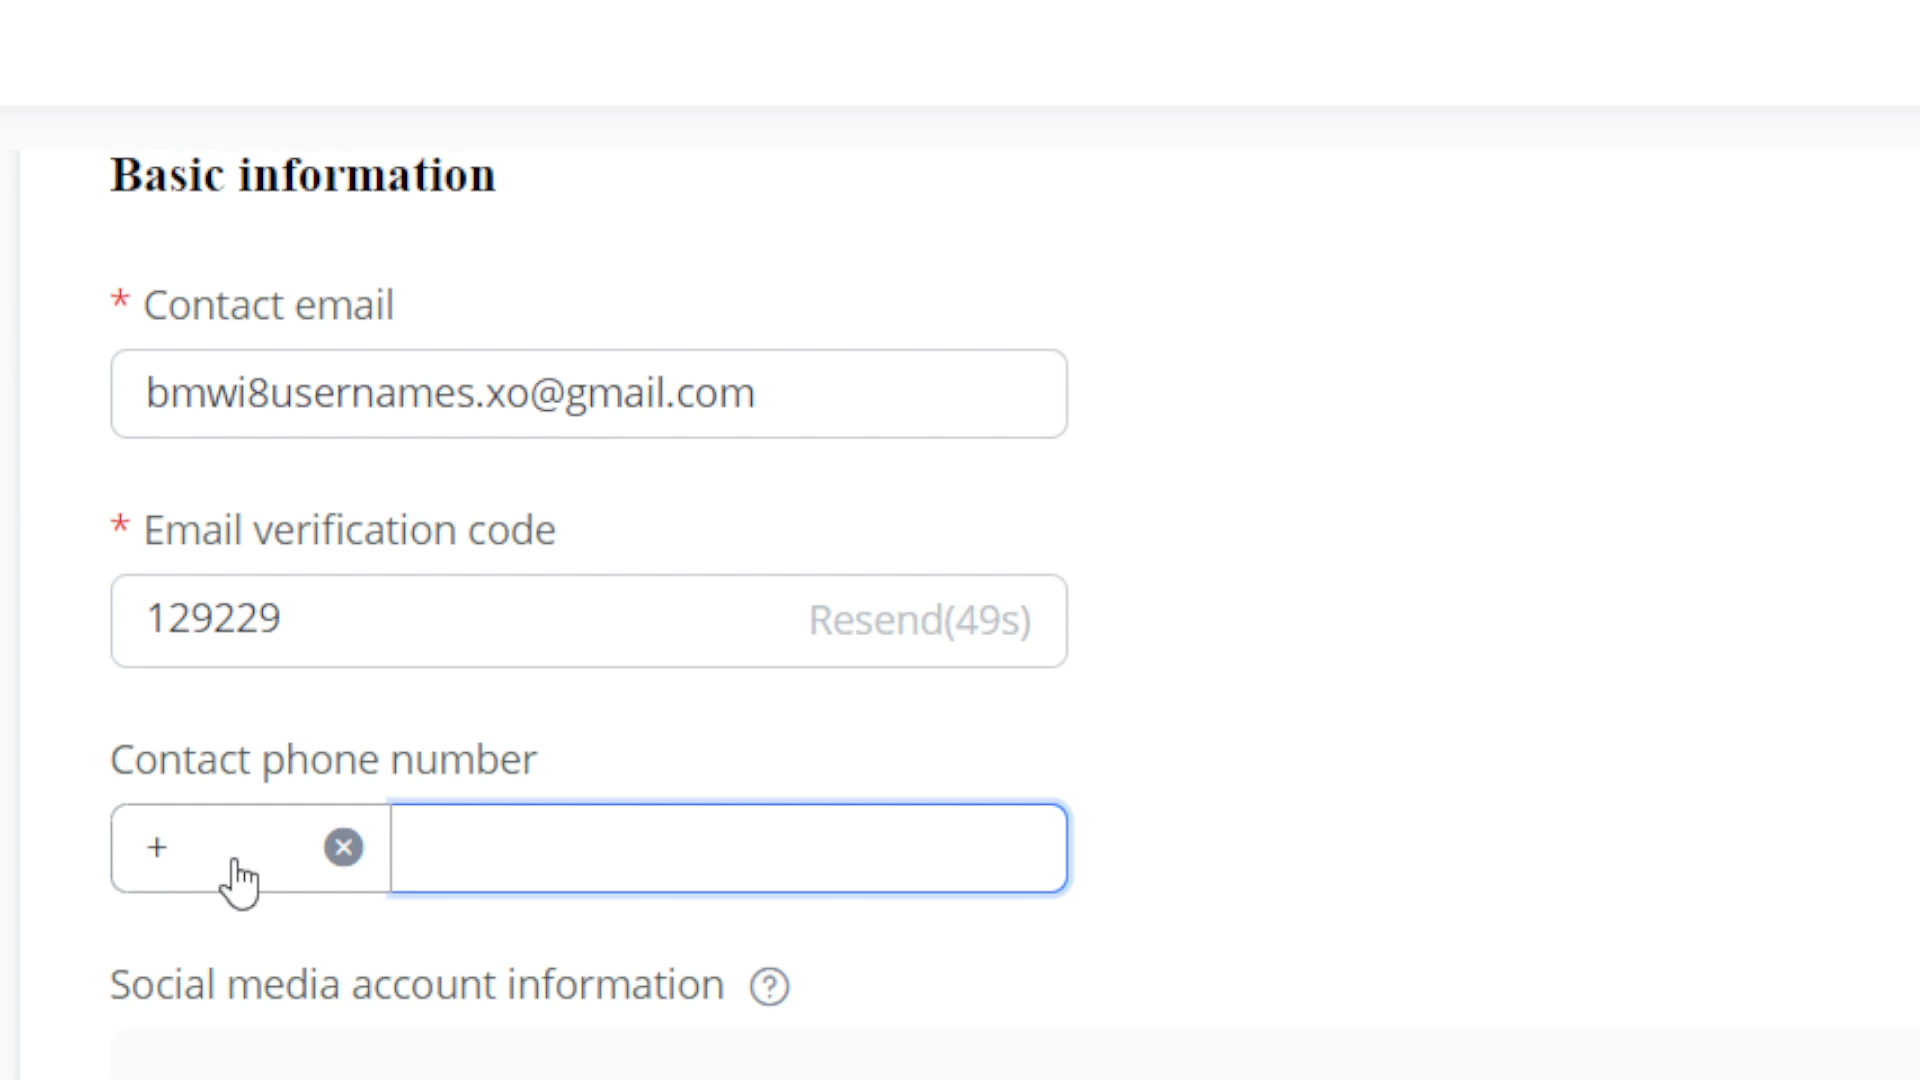 Basic information
* Contact email
bmwi8usernames.xo@gmail.com
* Email verification code
129229 Resend(49s)
Contact phone number
+
Social media account information ?